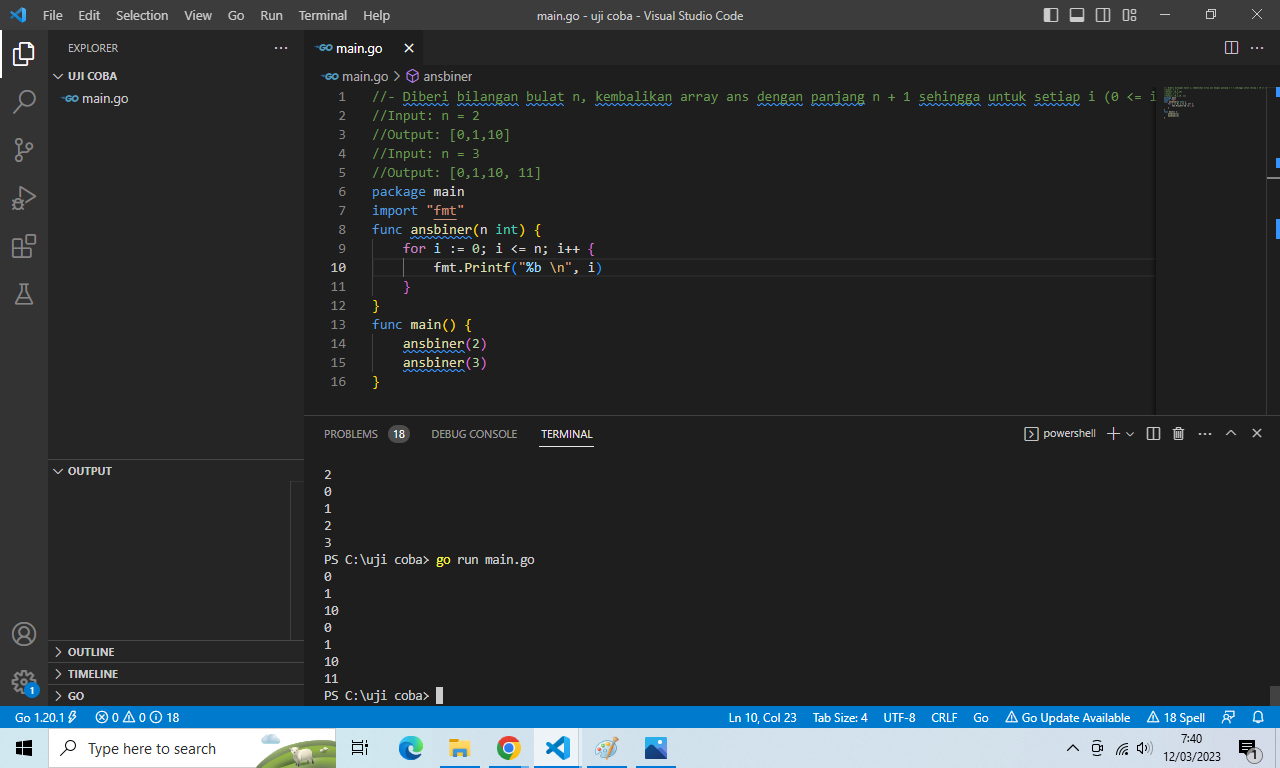 File Edit Selection View Go Run Terminal Help main.go - uji coba - Visual Studio Code
EXPLORER
UJI COBA
main.go
OUTPUT
OUTLINE
TIMELINE
GO
1
main.go
main.go > ansbiner
1 //- Diberi bilangan bulat n, kembalikan array ans dengan panjang n + 1 sehingga untuk setiap i (0 <= i
2 //Input: n = 2
3 //Output: [0,1,10]
4 //Input: n = 3
5 //Output: [0,1,10, 11]
6 package main
7 import "fmt"
8 func ansbiner(n int) {
9 for i := 0; i <= n; i++ {
10 fmt.Printf("%b \n", i)
11 }
12 }
13 func main() {
14 ansbiner(2)
15 ansbiner(3)
16 }
PROBLEMS 18 DEBUG CONSOLE TERMINAL powershell
2
0
1
2
3
PS C:\uji coba> go run main.go
0
1
10
0
1
10
11
PS C:\uji coba>
Go 1.20.1 0 0 18 Ln 10, Col 23 Tab Size: 4 UTF-8 CRLF Go Go Update Available 18 Spell
Type here to search
7:40
12/03/2023
1